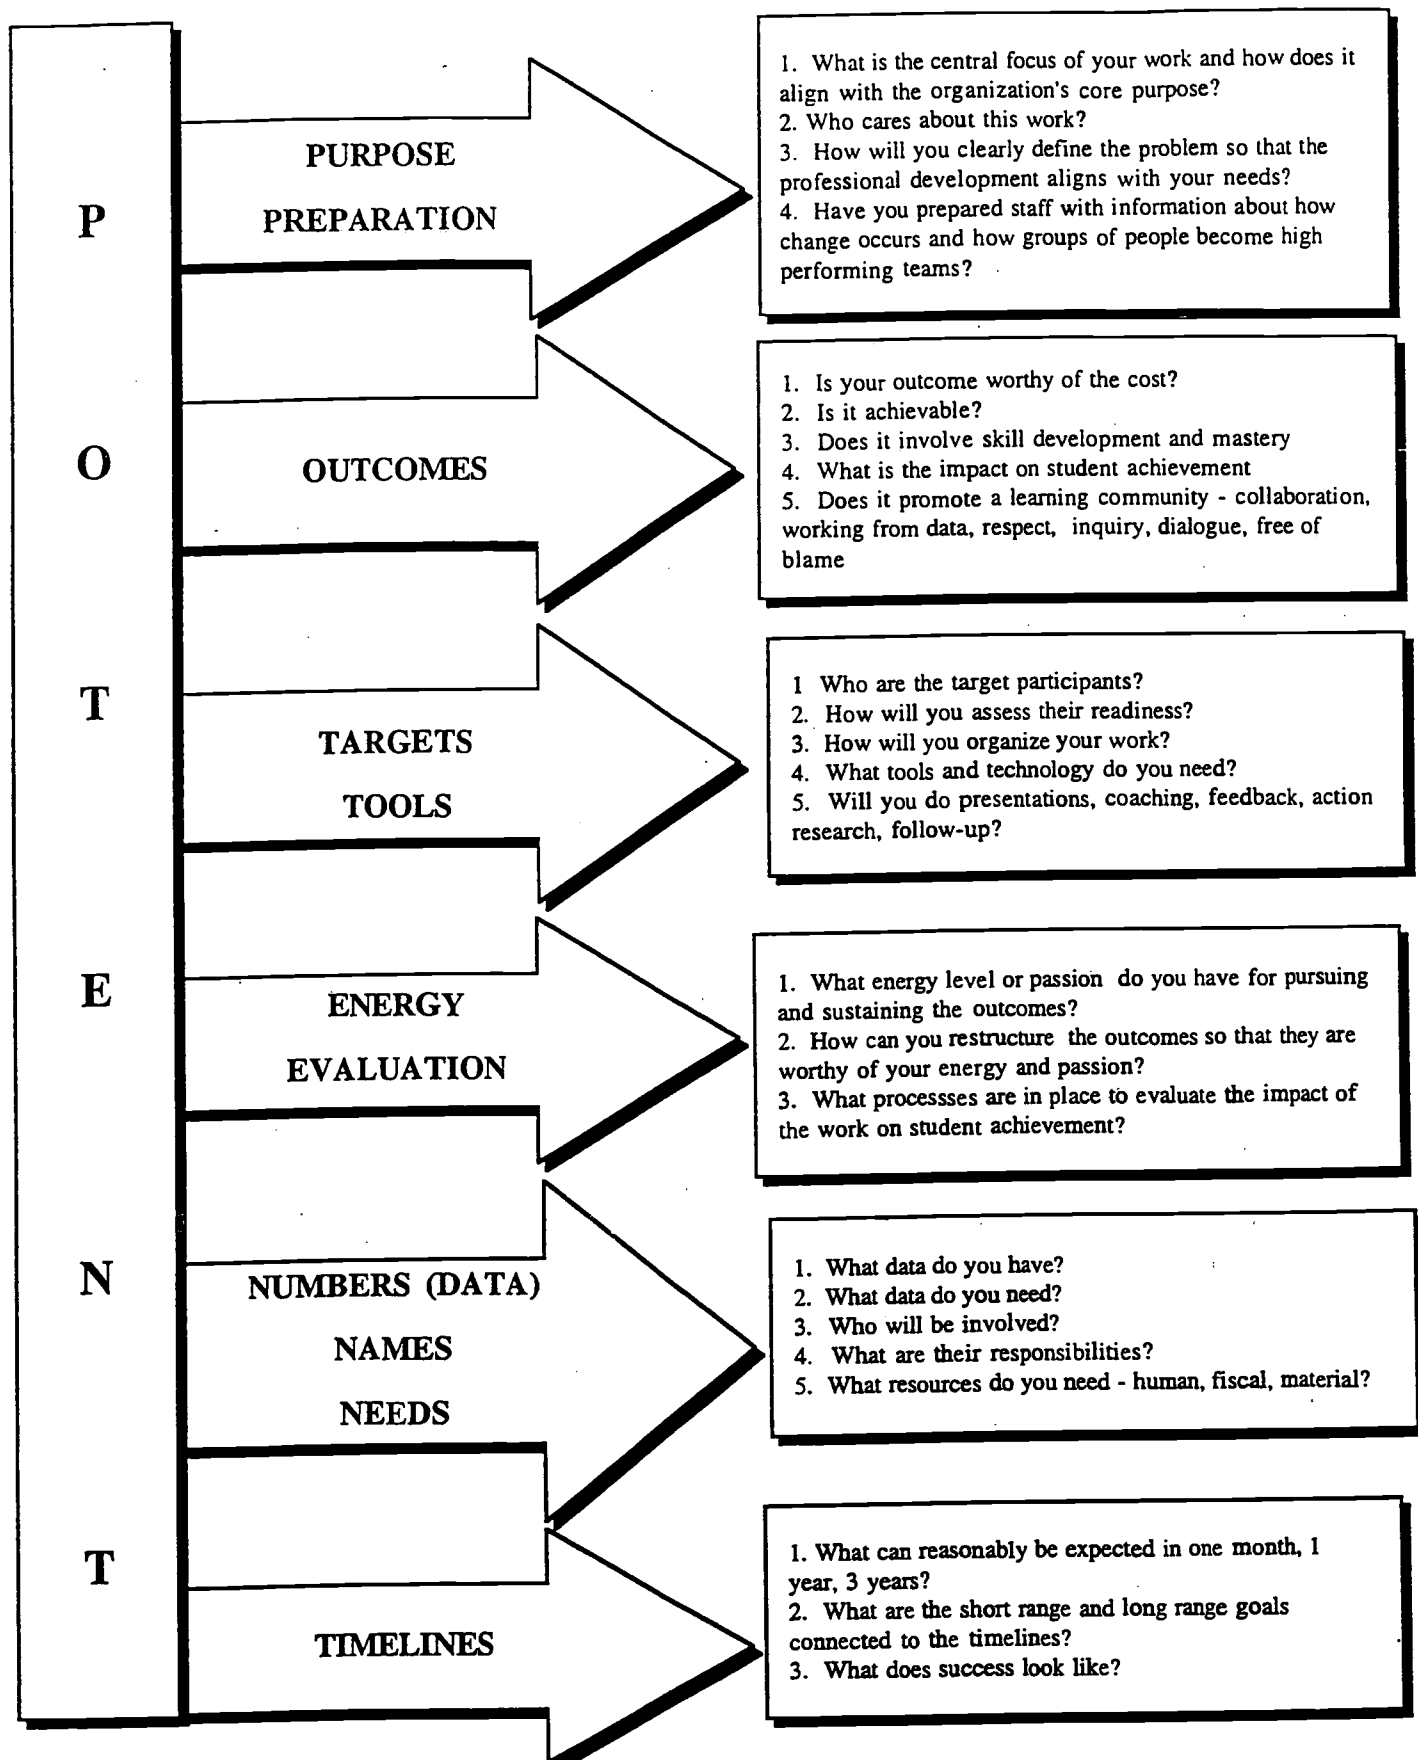 P
PURPOSE
PREPARATION
1. What is the central focus of your work and how does it
align with the organization's core purpose?
2. Who cares about this work?
3. How will you clearly define the problem so that the
professional development aligns with your needs?
4. Have you prepared staff with information about how
change occurs and how groups of people become high
performing teams?
O
OUTCOMES
1. Is your outcome worthy of the cost?
2. Is it achievable?
3. Does it involve skill development and mastery
4. What is the impact on student achievement
5. Does it promote a learning community - collaboration,
working from data, respect, inquiry, dialogue, free of
blame
T
TARGETS
TOOLS
1 Who are the target participants?
2. How will you assess their readiness?
3. How will you organize your work?
4. What tools and technology do you need?
5. Will you do presentations, coaching, feedback, action
research, follow-up?
E
ENERGY
EVALUATION
1. What energy level or passion do you have for pursuing
and sustaining the outcomes?
2. How can you restructure the outcomes so that they are
worthy of your energy and passion?
3. What processses are in place to evaluate the impact of
the work on student achievement?
N
NUMBERS (DATA)
NAMES
NEEDS
1. What data do you have?
2. What data do you need?
3. Who will be involved?
4. What are their responsibilities?
5. What resources do you need - human, fiscal, material?
T
TIMELINES
1. What can reasonably be expected in one month, 1
year, 3 years?
2. What are the short range and long range goals
connected to the timelines?
3. What does success look like?